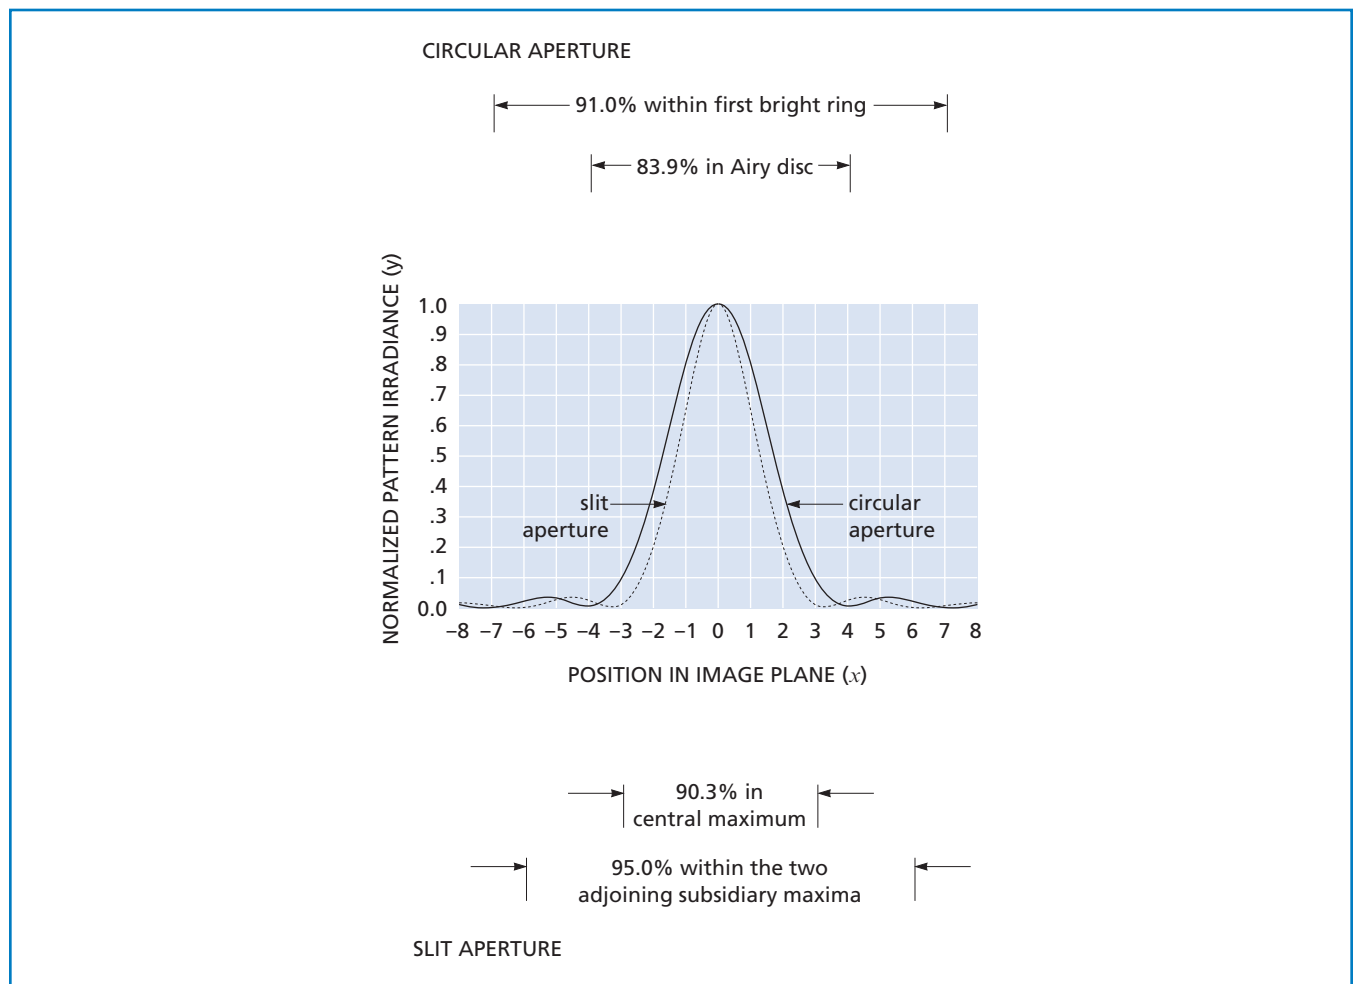 CIRCULAR APERTURE
91.0% within first bright ring
83.9% in Airy disc
NORMALIZED PATTERN IRRADIANCE (y)
1.0
.9
.8
.7
.6
.5
.4
.3
.2
.1
0.0
slit
aperture
circular
aperture
–8 –7 –6 –5 –4 –3 –2 –1 0 1 2 3 4 5 6 7 8
POSITION IN IMAGE PLANE (x)
90.3% in
central maximum
95.0% within the two
adjoining subsidiary maxima
SLIT APERTURE